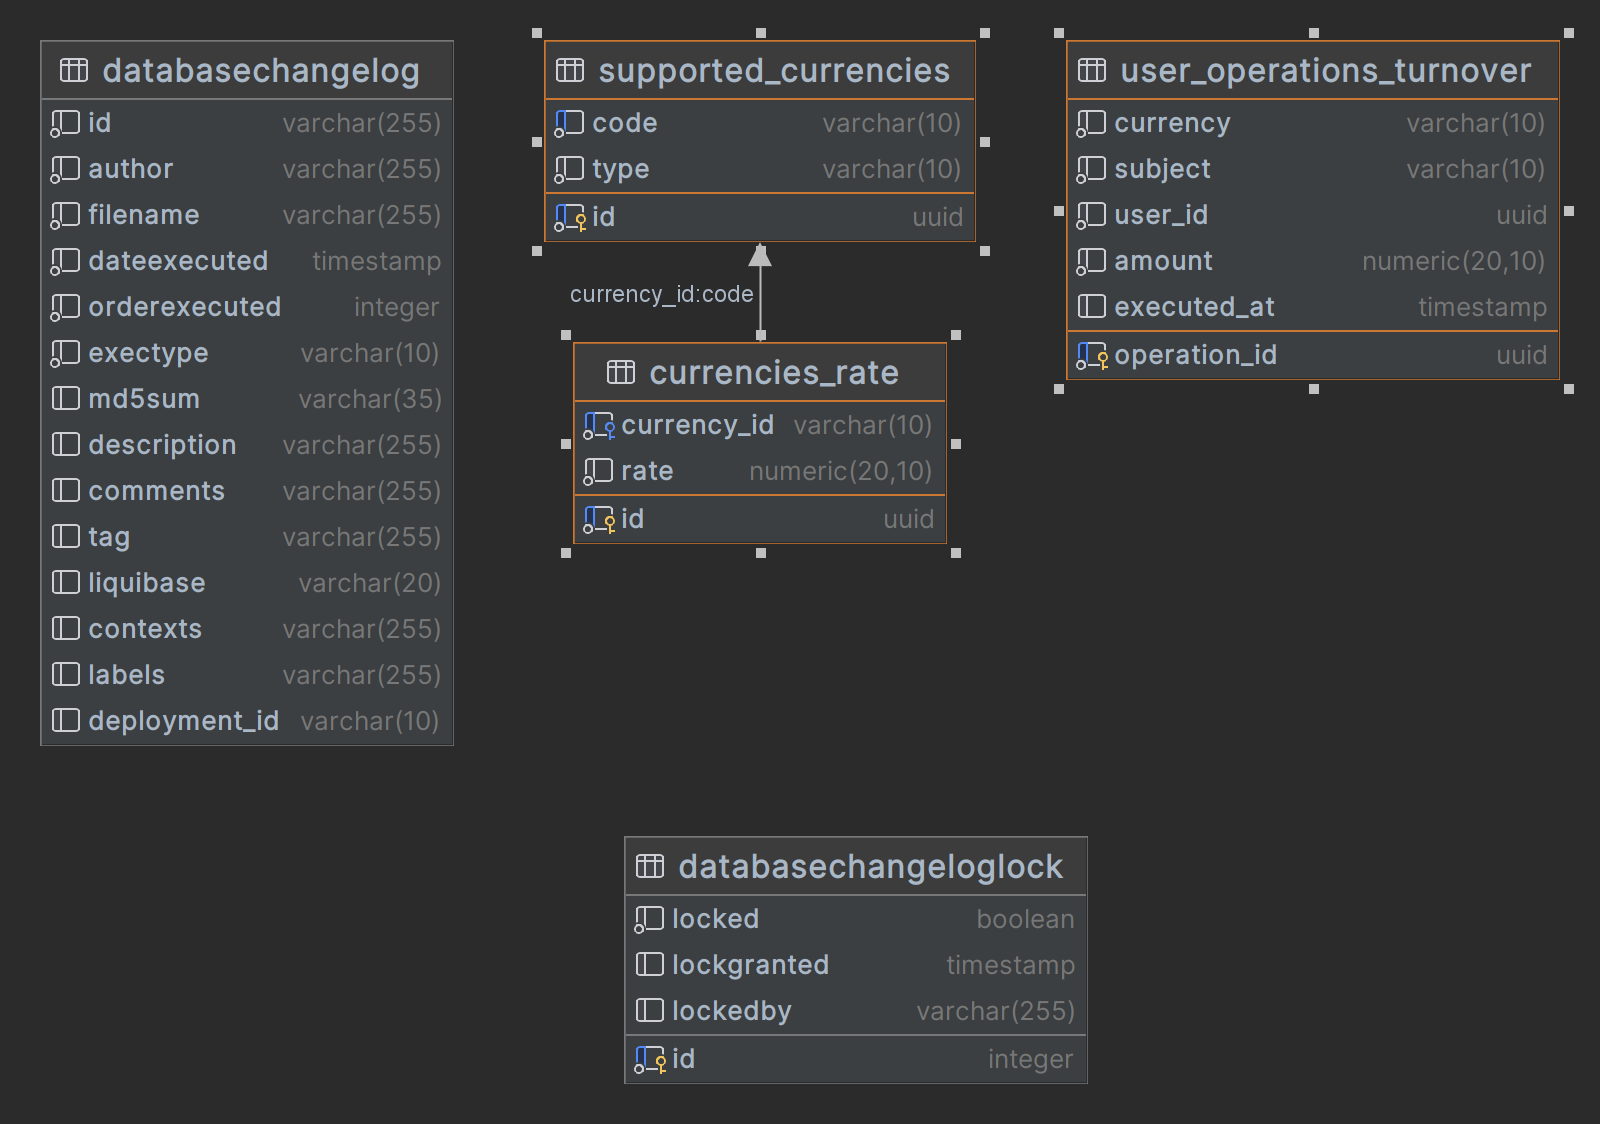 databasechangelog
id varchar(255)
author varchar(255)
filename varchar(255)
dateexecuted timestamp
orderexecuted integer
exectype varchar(10)
md5sum varchar(35)
description varchar(255)
comments varchar(255)
tag varchar(255)
liquibase varchar(20)
contexts varchar(255)
labels varchar(255)
deployment_id varchar(10)
supported_currencies
code varchar(10)
type varchar(10)
id uuid
currency_id:code
currencies_rate
currency_id varchar(10)
rate numeric(20,10)
id uuid
user_operations_turnover
currency varchar(10)
subject varchar(10)
user_id uuid
amount numeric(20,10)
executed_at timestamp
operation_id uuid
databasechangeloglock
locked boolean
lockgranted timestamp
lockedby varchar(255)
id integer